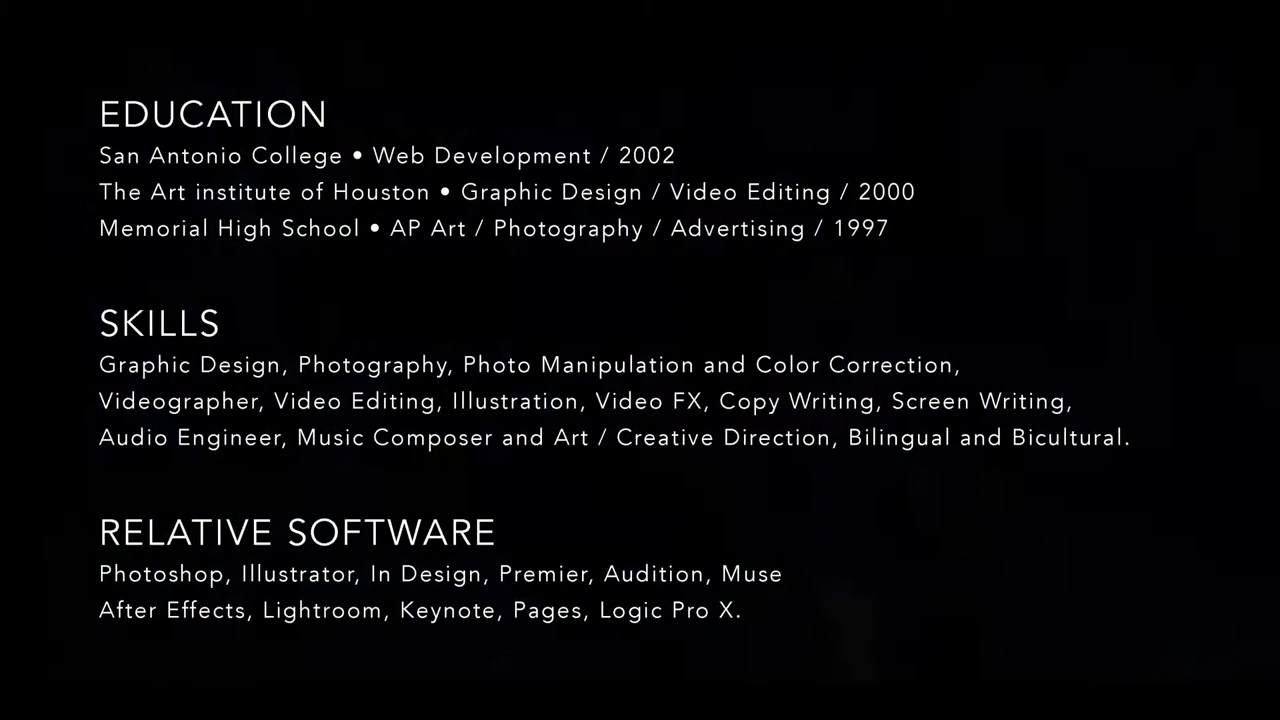 EDUCATION
San Antonio College • Web Development / 2002
The Art institute of Houston • Graphic Design / Video Editing / 2000
Memorial High School • AP Art / Photography / Advertising / 1997
SKILLS
Graphic Design, Photography, Photo Manipulation and Color Correction,
Videographer, Video Editing, Illustration, Video FX, Copy Writing, Screen Writing,
Audio Engineer, Music Composer and Art / Creative Direction, Bilingual and Bicultural.
RELATIVE SOFTWARE
Photoshop, Illustrator, In Design, Premier, Audition, Muse
After Effects, Lightroom, Keynote, Pages, Logic Pro X.